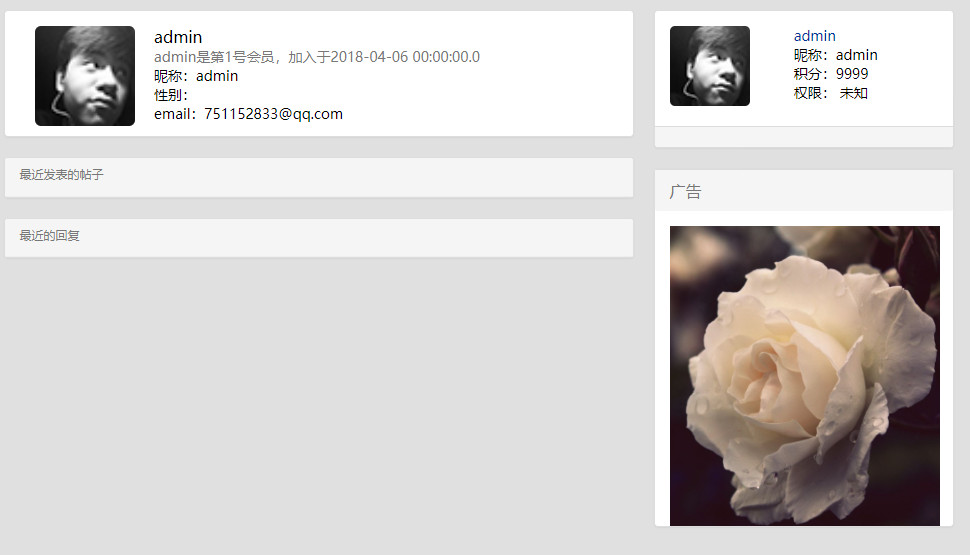 admin
admin是第1号会员，加入于2018-04-06 00:00:00.0
昵称：admin
性别：
email：751152833@qq.com
最近发表的帖子
最近的回复
admin
昵称：admin
积分：9999
权限： 未知
广告